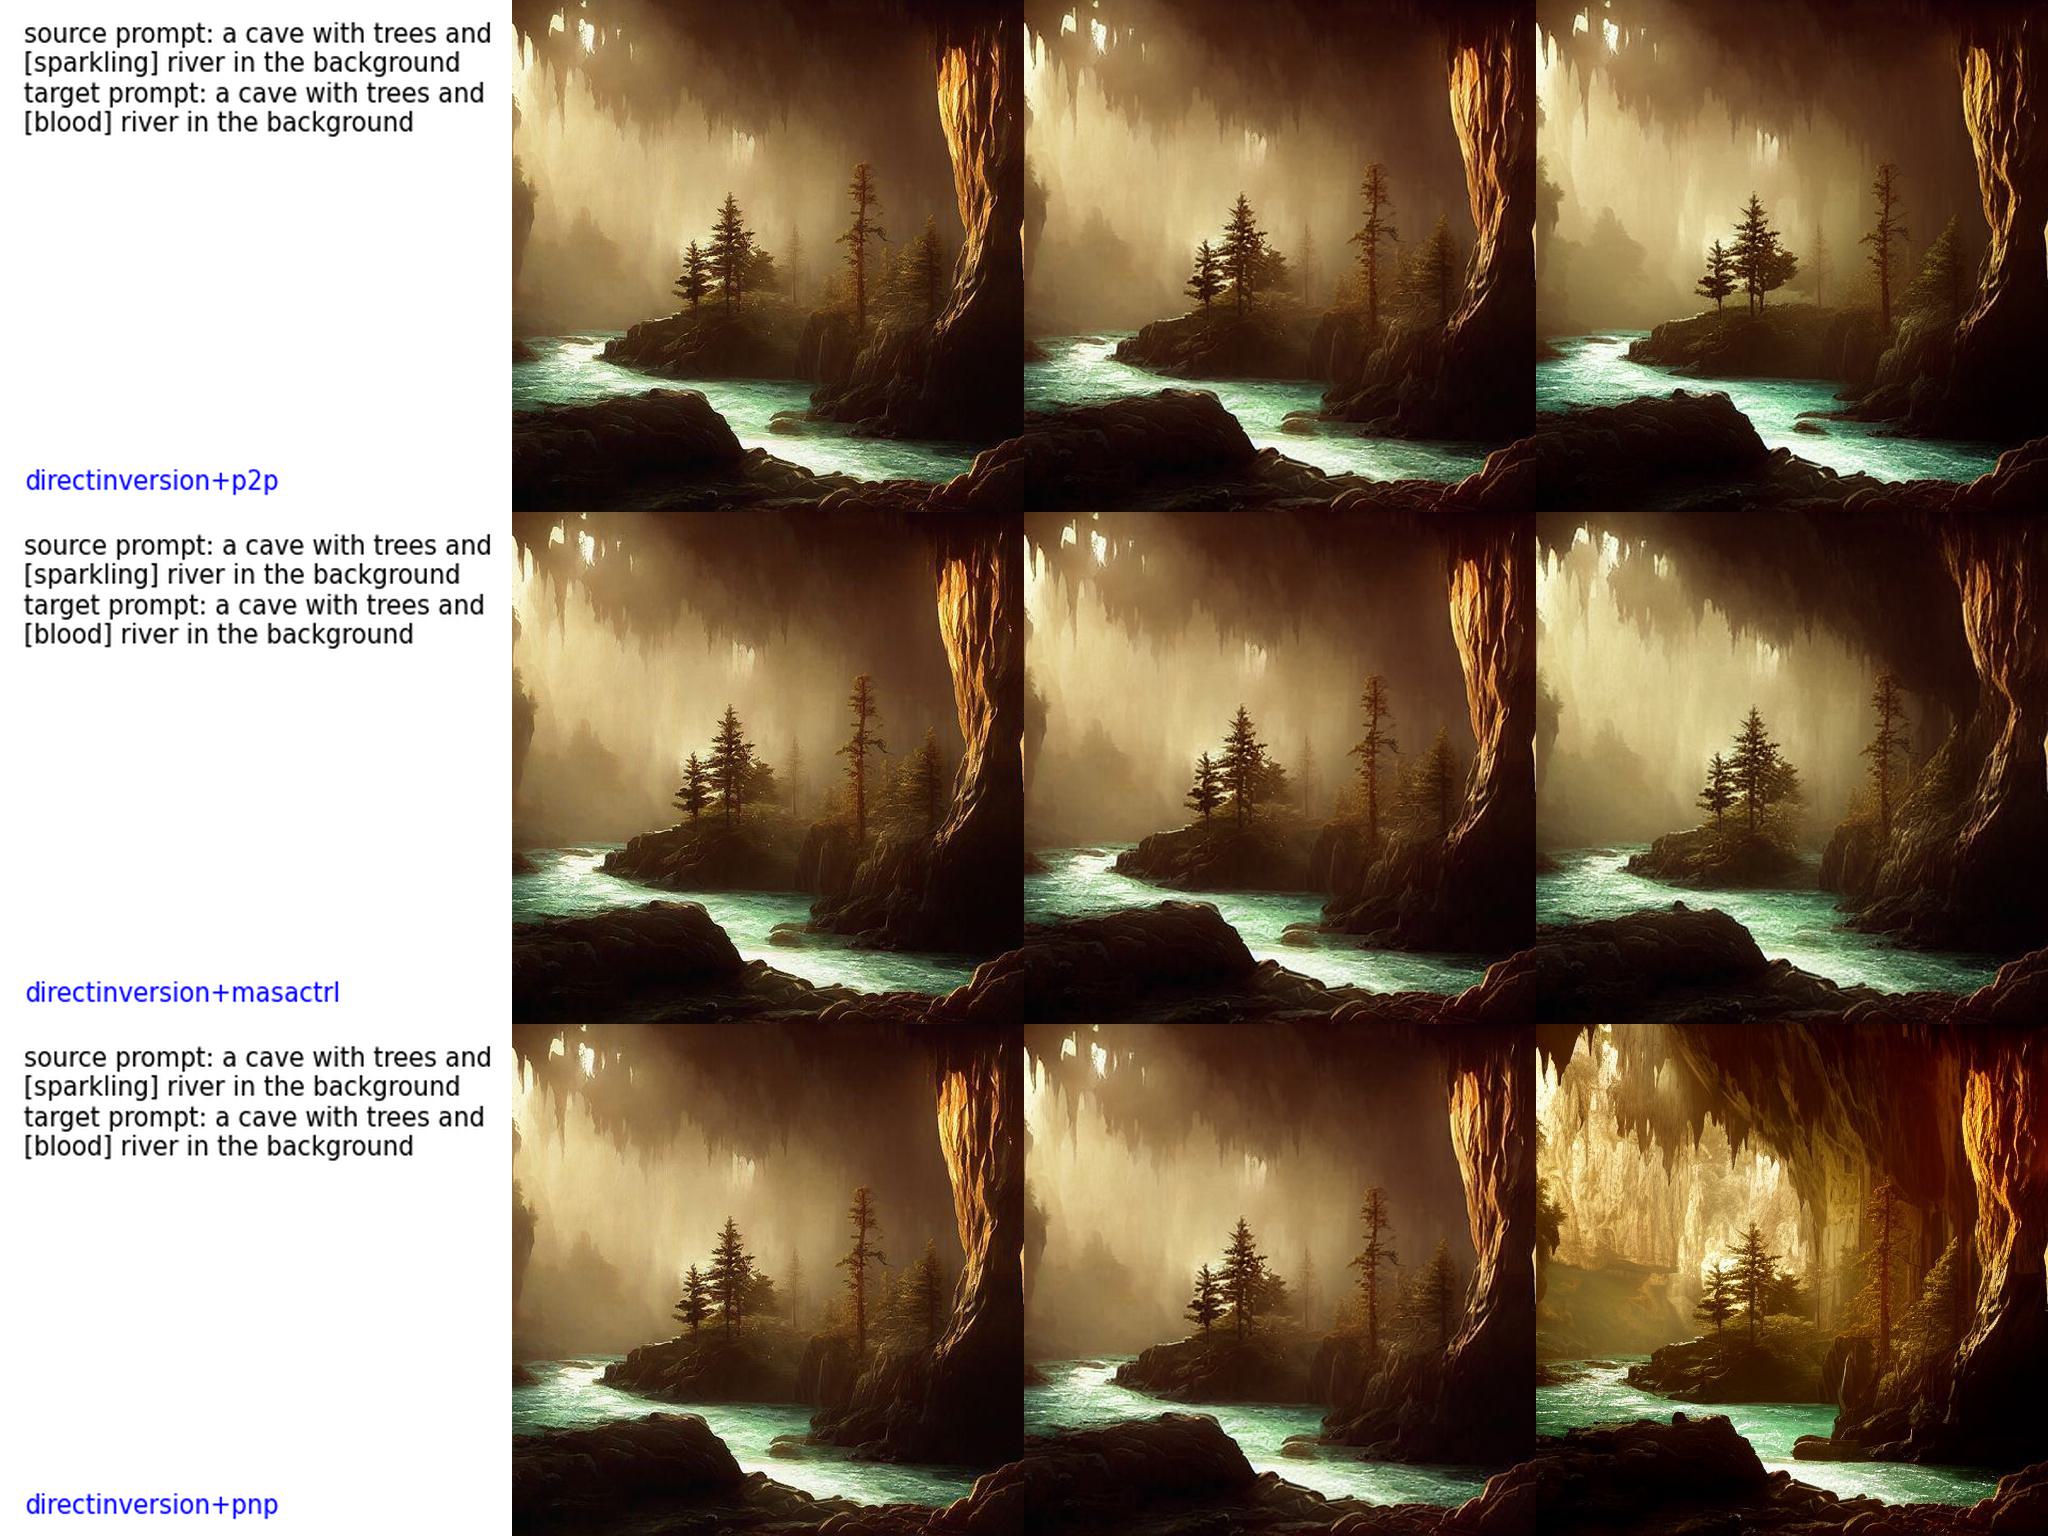 source prompt: a cave with trees and
[sparkling] river in the background
target prompt: a cave with trees and
[blood] river in the background
directinversion+p2p
source prompt: a cave with trees and
[sparkling] river in the background
target prompt: a cave with trees and
[blood] river in the background
directinversion+masactrl
source prompt: a cave with trees and
[sparkling] river in the background
target prompt: a cave with trees and
[blood] river in the background
directinversion+pnp